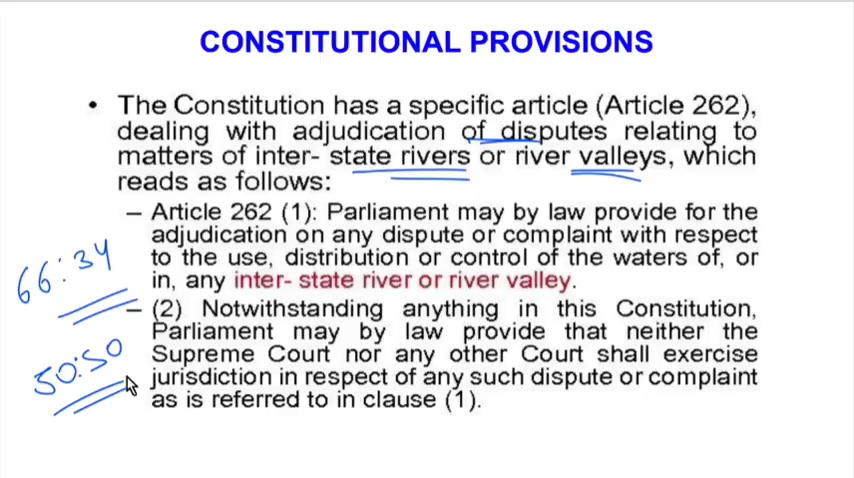 CONSTITUTIONAL PROVISIONS
• The Constitution has a specific article (Article 262),
dealing with adjudication of disputes relating to
matters of inter- state rivers or river valleys, which
reads as follows:
– Article 262 (1): Parliament may by law provide for the
adjudication on any dispute or complaint with respect
to the use, distribution or control of the waters of, or
in, any inter- state river or river valley.
66:34
– (2) Notwithstanding anything in this Constitution,
Parliament may by law provide that neither the
Supreme Court nor any other Court shall exercise
50:50
jurisdiction in respect of any such dispute or complaint
as is referred to in clause (1).